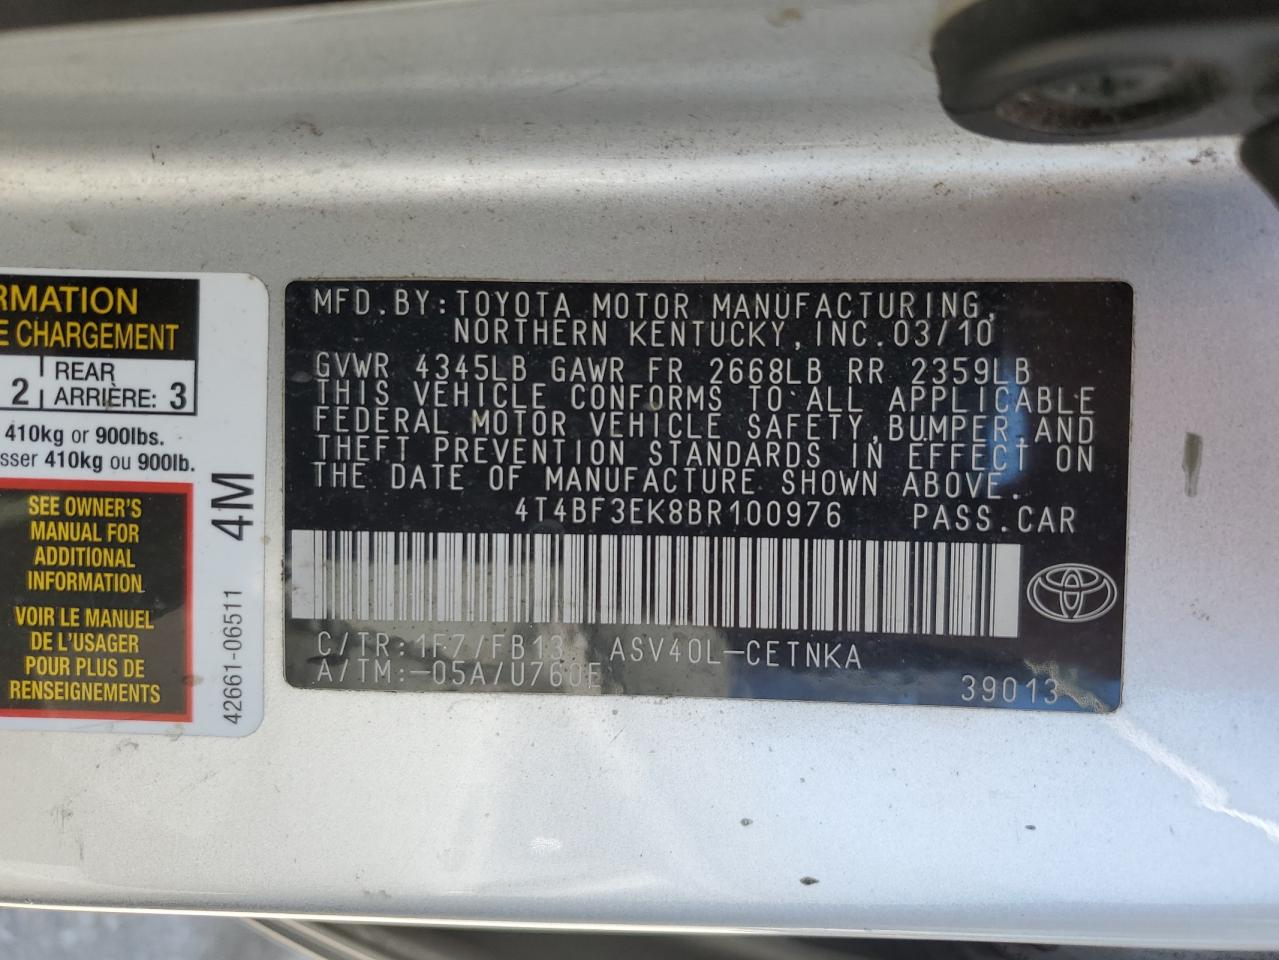 RMATION
E CHARGEMENT
2 REAR
ARRIÈRE: 3
410kg or 900lbs.
sser 410kg ou 900lb.
SEE OWNER'S
MANUAL FOR
ADDITIONAL
INFORMATION
VOIR LE MANUEL
DE L'USAGER
POUR PLUS DE
RENSEIGNEMENTS
4M
42661-06511
MFD.BY:TOYOTA MOTOR MANUFACTURING,
NORTHERN KENTUCKY,INC.03/10
GVWR 4345LB GAWR FR 2668LB RR 2359LB
THIS VEHICLE CONFORMS TO ALL APPLICABLE
FEDERAL MOTOR VEHICLE SAFETY,BUMPER,AND
THEFT PREVENTION STANDARDS IN EFFECT ON
THE DATE OF MANUFACTURE SHOWN ABOVE.
4T4BF3EK8BR100976 PASS.CAR
C/TR:1F7/FB13 ASV40L-CETNKA
A/TM:-05A/U760E
39013